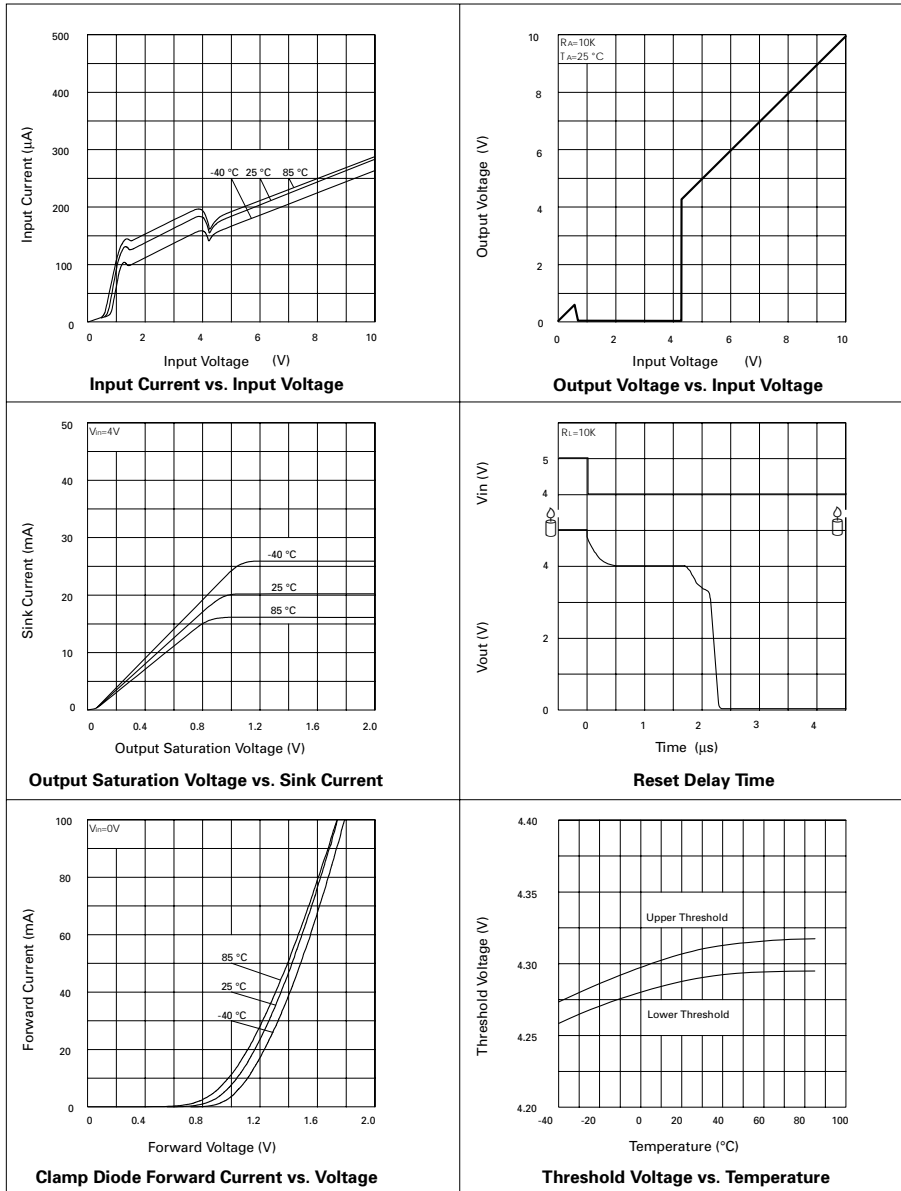 500
400
300
200
100
0
Input Current (µA)
-40 °C 25 °C 85 °C
0 2 4 6 8 10
Input Voltage (V)
Input Current vs. Input Voltage
RA=10K
TA=25 °C
10
8
6
4
2
0
Output Voltage (V)
0 2 4 6 8 10
Input Voltage (V)
Output Voltage vs. Input Voltage
Vin=4V
50
40
30
20
10
0
Sink Current (mA)
-40 °C
25 °C
85 °C
0 0.4 0.8 1.2 1.6 2.0
Output Saturation Voltage (V)
Output Saturation Voltage vs. Sink Current
RL=10K
Vin (V)
5
4
Vout (V)
4
2
0
0 1 2 3 4
Time (µs)
Reset Delay Time
Vin=0V
100
80
60
40
20
0
Forward Current (mA)
85 °C
25 °C
-40 °C
0 0.4 0.8 1.2 1.6 2.0
Forward Voltage (V)
Clamp Diode Forward Current vs. Voltage
4.40
4.35
4.30
4.25
4.20
Threshold Voltage (V)
Upper Threshold
Lower Threshold
-40 -20 0 20 40 60 80 100
Temperature (°C)
Threshold Voltage vs. Temperature